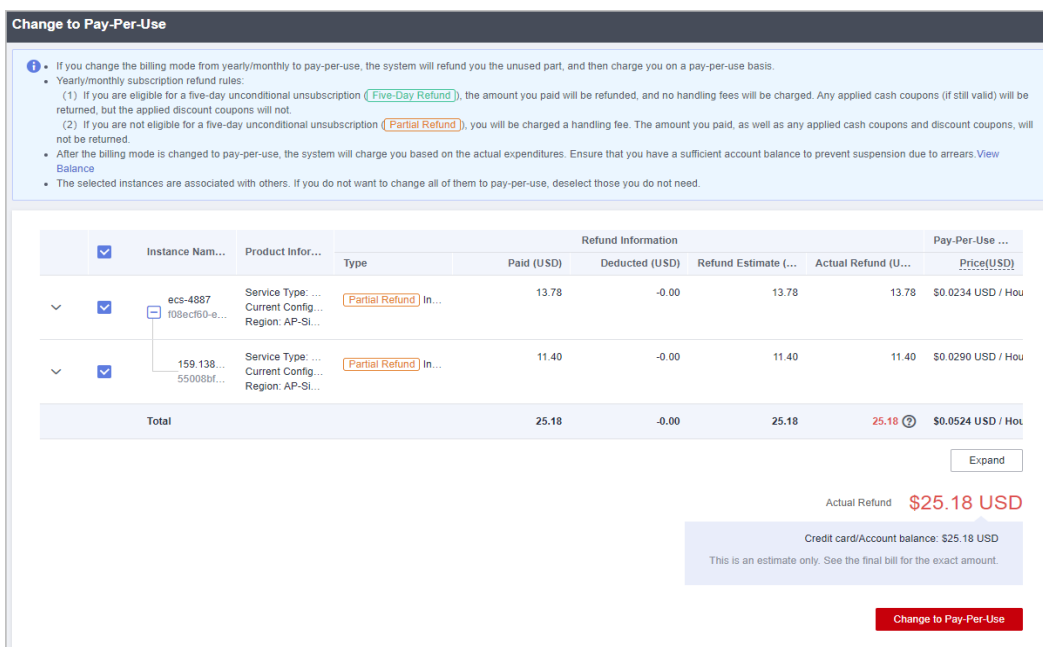 Change to Pay-Per-Use
If you change the billing mode from yearly/monthly to pay-per-use, the system will refund you the unused part, and then charge you on a pay-per-use basis.
Yearly/monthly subscription refund rules:
(1) If you are eligible for a five-day unconditional unsubscription ( Five-Day Refund ), the amount you paid will be refunded, and no handling fees will be charged. Any applied cash coupons (if still valid) will be
returned, but the applied discount coupons will not.
(2) If you are not eligible for a five-day unconditional unsubscription ( Partial Refund ), you will be charged a handling fee. The amount you paid, as well as any applied cash coupons and discount coupons, will
not be returned.
After the billing mode is changed to pay-per-use, the system will charge you based on the actual expenditures. Ensure that you have a sufficient account balance to prevent suspension due to arrears.View
Balance
The selected instances are associated with others. If you do not want to change all of them to pay-per-use, deselect those you do not need.
Instance Nam... Product Infor... Refund Information Pay-Per-Use ...
Type Paid (USD) Deducted (USD) Refund Estimate (... Actual Refund (U... Price(USD)
ecs-4887
f08ecf60-e...
Service Type: ...
Current Config...
Region: AP-Si...
Partial Refund In... 13.78 -0.00 13.78 13.78 $0.0234 USD / Hou
159.138...
55008bf...
Service Type: ...
Current Config...
Region: AP-Si...
Partial Refund In... 11.40 -0.00 11.40 11.40 $0.0290 USD / Hou
Total 25.18 -0.00 25.18 25.18 $0.0524 USD / Hou
Expand
Actual Refund $25.18 USD
Credit card/Account balance: $25.18 USD
This is an estimate only. See the final bill for the exact amount.
Change to Pay-Per-Use